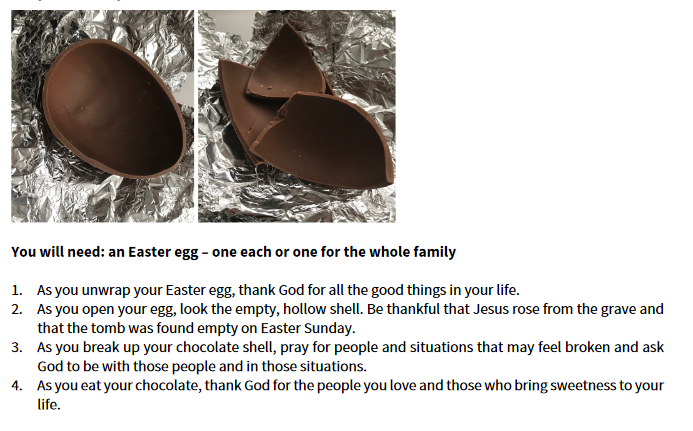 You will need: an Easter egg – one each or one for the whole family
1. As you unwrap your Easter egg, thank God for all the good things in your life.
2. As you open your egg, look the empty, hollow shell. Be thankful that Jesus rose from the grave and
that the tomb was found empty on Easter Sunday.
3. As you break up your chocolate shell, pray for people and situations that may feel broken and ask
God to be with those people and in those situations.
4. As you eat your chocolate, thank God for the people you love and those who bring sweetness to your
life.